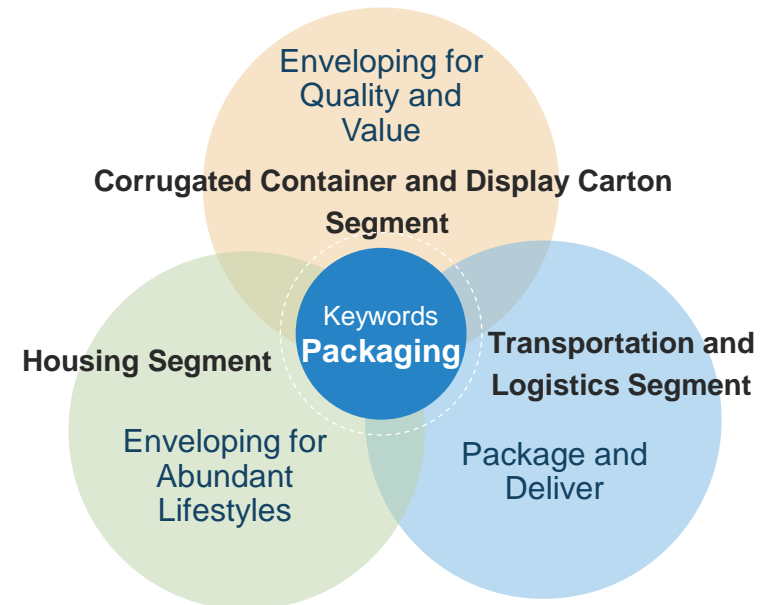 Enveloping for
Quality and
Value
Corrugated Container and Display Carton
Segment
Keywords
Packaging
Housing Segment
Enveloping for
Abundant
Lifestyles
Transportation and
Logistics Segment
Package and
Deliver